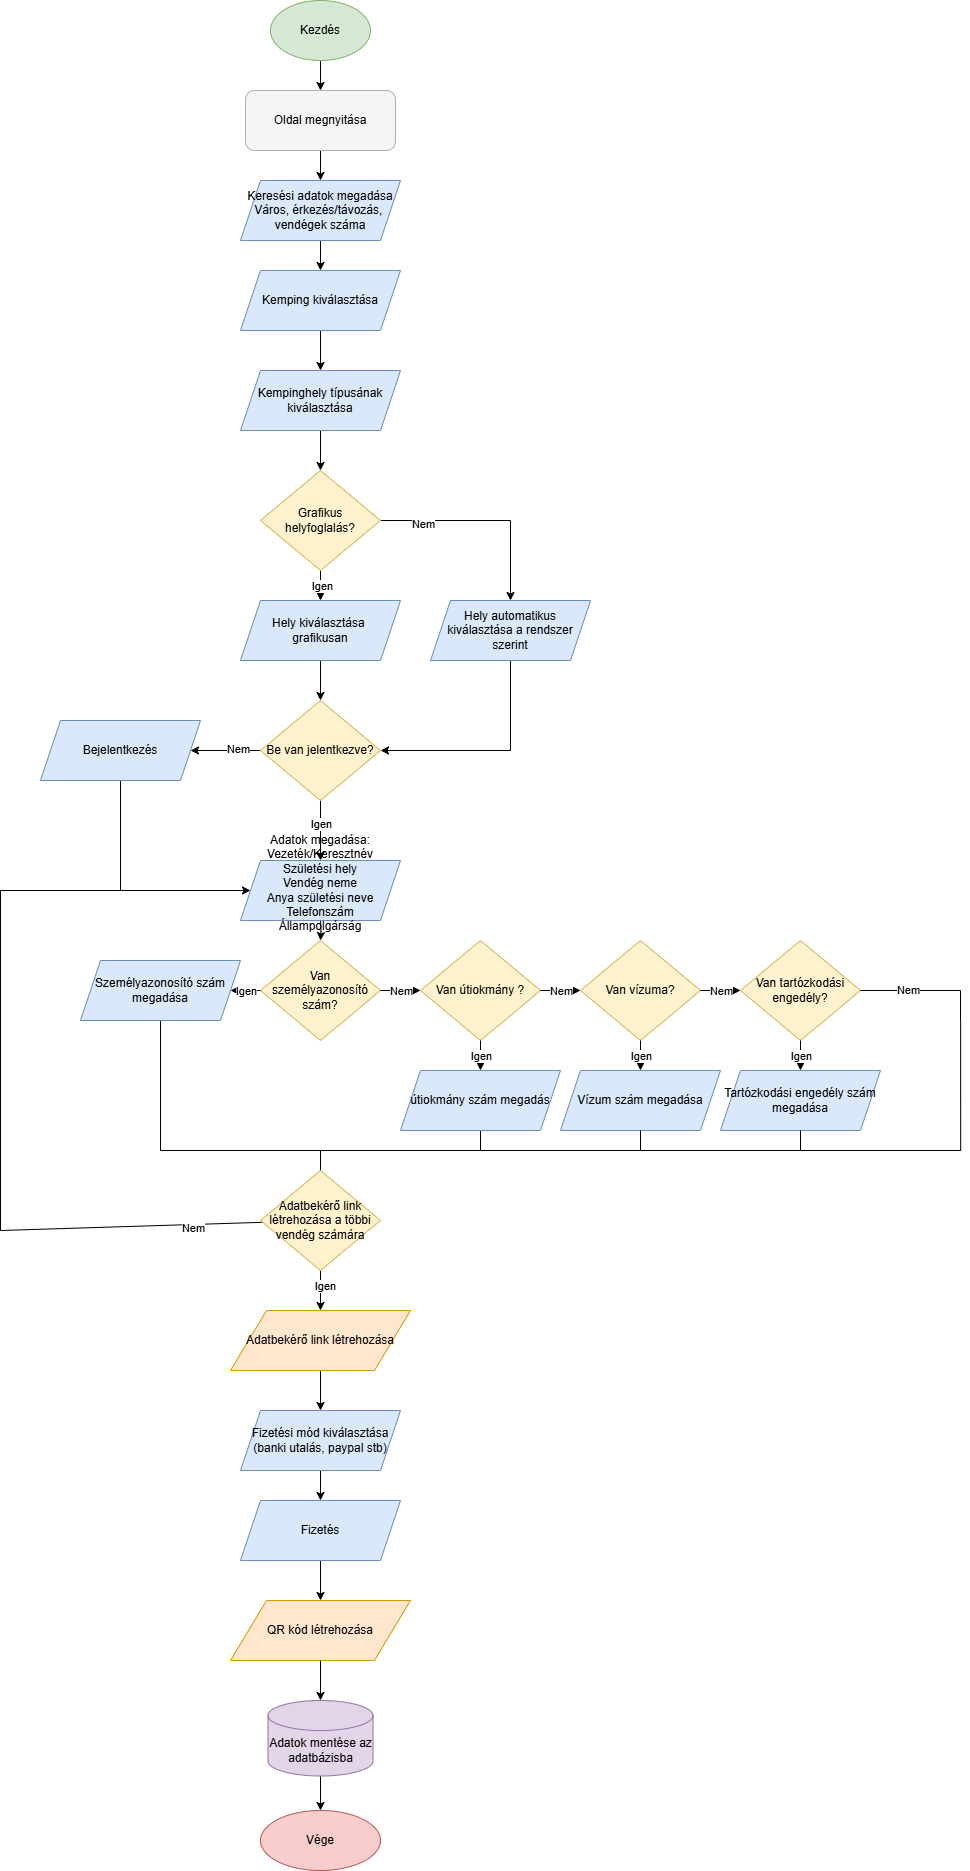 Kezdés
Oldal megnyitása
Keresési adatok megadása
Város, érkezés/távozás,
vendégek száma
Kemping kiválasztása
Kempinghely típusának
kiválasztása
Grafikus
helyfoglalás?
Nem
Igen
Hely kiválasztása
grafikusan
Hely automatikus
kiválasztása a rendszer
szerint
Bejelentkezés
Nem
Be van jelentkezve?
Igen
Adatok megadása:
Vezeték/Keresztnév
Születési hely
Vendég neme
Anya születési neve
Telefonszám
Állampolgárság
Személyazonosító szám
megadása
Igen
Van
személyazonosító
szám?
Nem
Van útiokmány ?
Nem
Van vízuma?
Nem
Van tartózkodási
engedély?
Nem
Igen
Igen
Igen
útiokmány szám megadás
Vízum szám megadása
Tartózkodási engedély szám
megadása
Adatbekérő link
létrehozása a többi
vendég számára
Nem
Igen
Adatbekérő link létrehozása
Fizetési mód kiválasztása
(banki utalás, paypal stb)
Fizetés
QR kód létrehozása
Adatok mentése az
adatbázisba
Vége